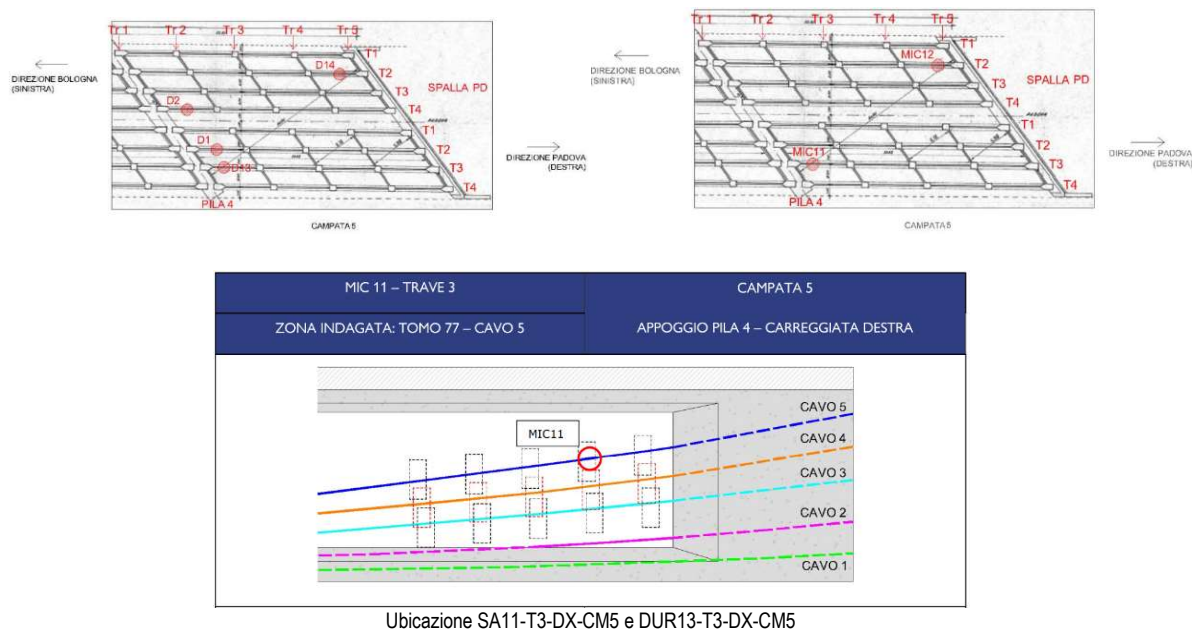 Tr 1 Tr 2 Tr 3 Tr 4 Tr 5
T1
DIREZIONE BOLOGNA
(SINISTRA)
D14
T2
T3
SPALLA PD
D2
T4
T1
D1
T2
DIREZIONE PADOVA
(DESTRA)
D13
T3
T4
PILA 4
CAMPATA 5
Tr 1 Tr 2 Tr 3 Tr 4 Tr 5
T1
DIREZIONE BOLOGNA
(SINISTRA)
MIC12
T2
T3
SPALLA PD
T4
T1
T2
DIREZIONE PADOVA
(DESTRA)
MIC11
T3
T4
PILA 4
CAMPATA 5
MIC 11 – TRAVE 3
CAMPATA 5
ZONA INDAGATA: TOMO 77 – CAVO 5
APPOGGIO PILA 4 – CARREGGIATA DESTRA
MIC11
CAVO 5
CAVO 4
CAVO 3
CAVO 2
CAVO 1
Ubicazione SA11-T3-DX-CM5 e DUR13-T3-DX-CM5